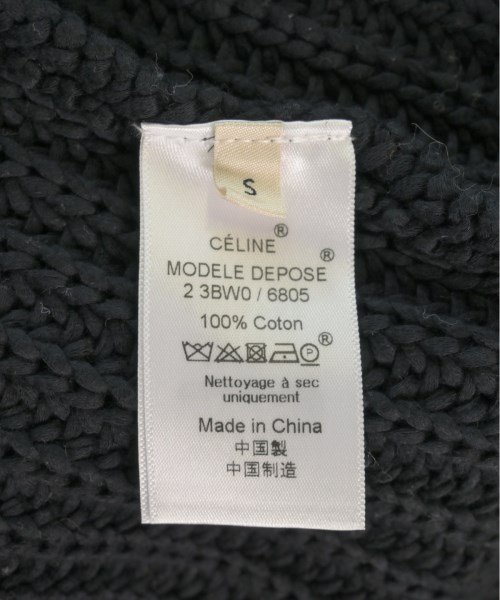 S
CÉLINE®
MODELE DEPOSE®
2 3BW0 / 6805
100% Coton
P®
Nettoyage à sec
uniquement
Made in China
中国製
中国制造